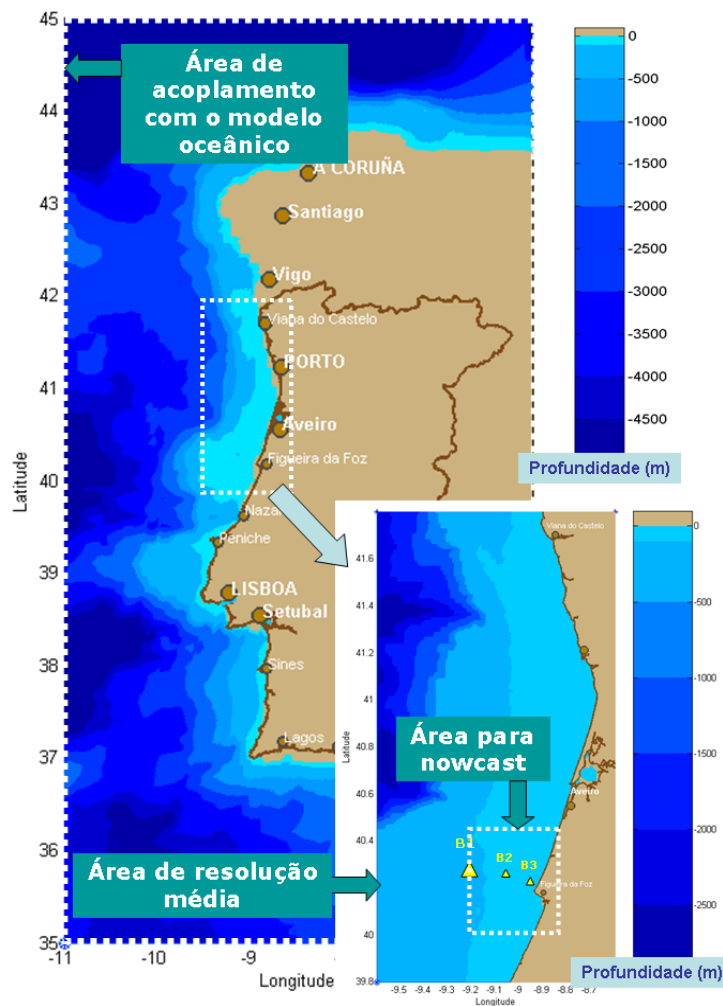 45
44
43
42
41
40
39
38
37
36
35
Latitude
-11
-10
-9
Longitude
Área de
acoplamento
com o modelo
oceânico
A CORUÑA
Santiago
Vigo
Viana do Castelo
PORTO
Aveiro
Figueira da Foz
Peniche
LISBOA
Setubal
Sines
Lagos
0
-500
-1000
-1500
-2000
-2500
-3000
-3500
-4000
-4500
Profundidade (m)
Área de resolução
média
41.6
41.4
41.2
41
40.8
40.6
40.4
40
39.8
Latitude
Viana do Castelo
Área para
nowcast
Aveiro
B1
B2
B3
Figueira da Foz
-9.5
-9.4
-9.3
-9.2
-9.1
-9
-8.9
-8.8
-8.7
Longitude
0
-500
-1000
-1500
-2000
-2500
Profundidade (m)